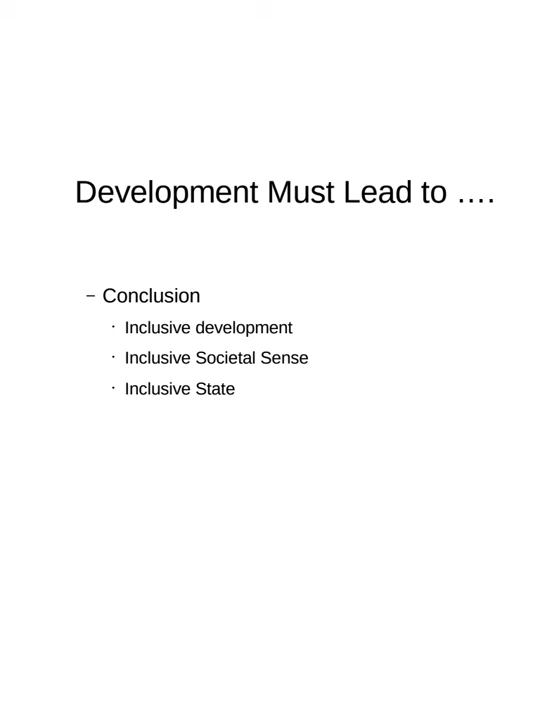 Development Must Lead to ….
– Conclusion
• Inclusive development
• Inclusive Societal Sense
• Inclusive State